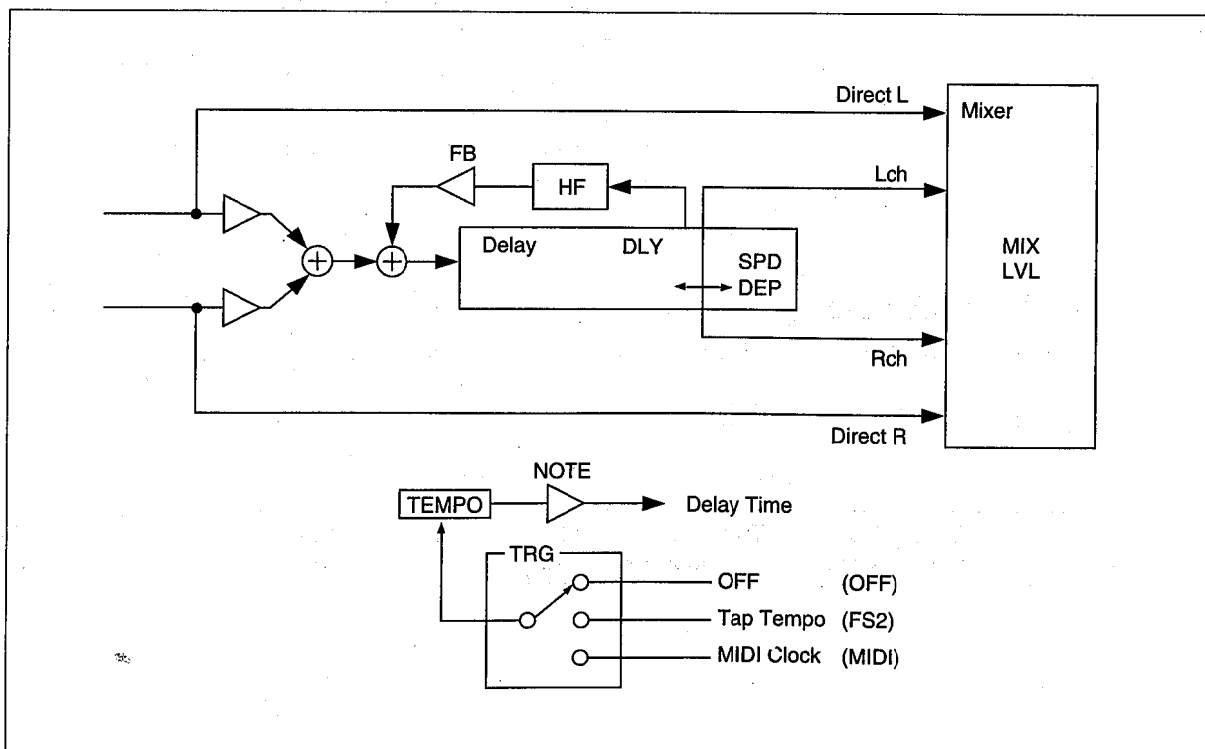 Direct L
Mixer
FB
HF
Lch
Delay
DLY
SPD
DEP
MIX
LVL
Rch
Direct R
NOTE
TEMPO
Delay Time
TRG
OFF (OFF)
Tap Tempo (FS2)
MIDI Clock (MIDI)